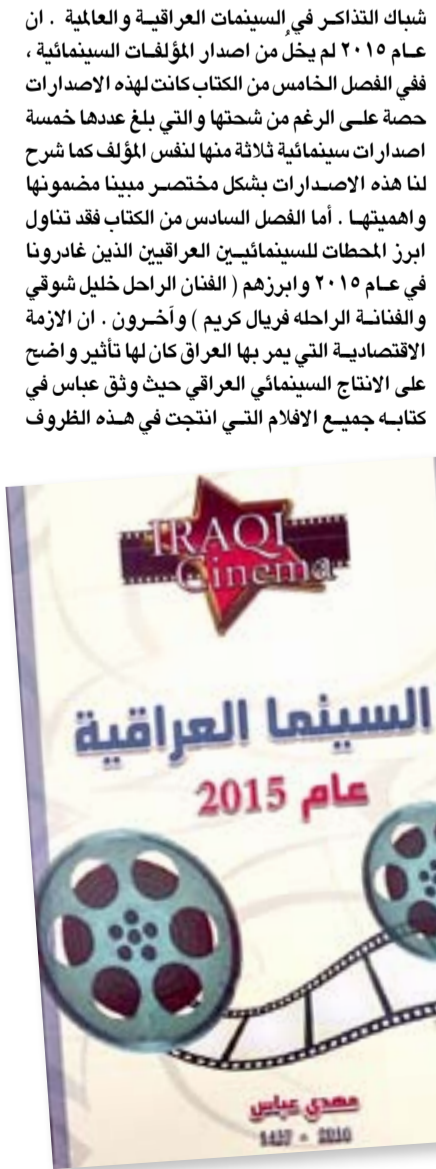 شباك التذاكر في السينمات العراقية والعالمية . ان
عام ٢٠١٥ لم يخلُ من اصدار المؤلفات السينمائية ،
ففي الفصل الخامس من الكتاب كانت لهذه الاصدارات
حصة على الرغم من شحتها والتي بلغ عددها خمسة
اصدارات سينمائية ثلاثة منها لنفس المؤلف كما شرح
لنا هذه الاصدارات بشكل مختصر مبينا مضمونها
واهميتها . أما الفصل السادس من الكتاب فقد تناول
ابرز المحطات للسينمائيين العراقيين الذين غادرونا
في عام ٢٠١٥ وابرزهم ( الفنان الراحل خليل شوقي
والفنانة الراحله فريال كريم ) وآخرون . ان الازمة
الاقتصادية التي يمر بها العراق كان لها تأثير واضح
على الانتاج السينمائي العراقي حيث وثق عباس في
كتابه جميع الافلام التي انتجت في هذه الظروف
IRAQI
Cinema
السينما العراقية
عام 2015
مهدي عباس
1437 - 2016